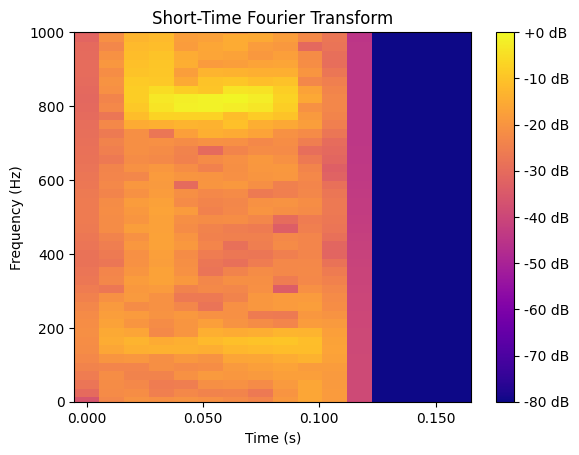 Short-Time Fourier Transform
1000
800
600
400
200
0
Frequency (Hz)
0.000
0.050
0.100
0.150
Time (s)
+0 dB
-10 dB
-20 dB
-30 dB
-40 dB
-50 dB
-60 dB
-70 dB
-80 dB